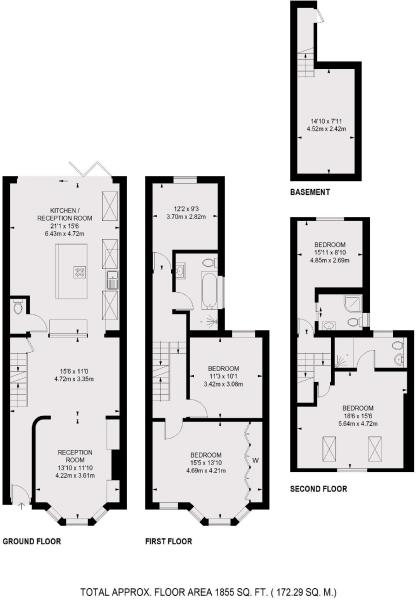 14'10 x 7'11
4.52m x 2.42m
BASEMENT
KITCHEN /
RECEPTION ROOM
21'1 x 15'6
6.43m x 4.72m
12'2 x 9'3
3.70m x 2.82m
BEDROOM
15'11 x 8'10
4.85m x 2.69m
15'6 x 11'0
4.72m x 3.35m
BEDROOM
11'3 x 10'1
3.42m x 3.08m
BEDROOM
18'6 x 15'6
5.64m x 4.72m
RECEPTION
ROOM
13'10 x 11'10
4.22m x 3.61m
BEDROOM
15'5 x 13'10
4.69m x 4.21m
W
SECOND FLOOR
GROUND FLOOR
FIRST FLOOR
TOTAL APPROX. FLOOR AREA 1855 SQ. FT. ( 172.29 SQ. M.)